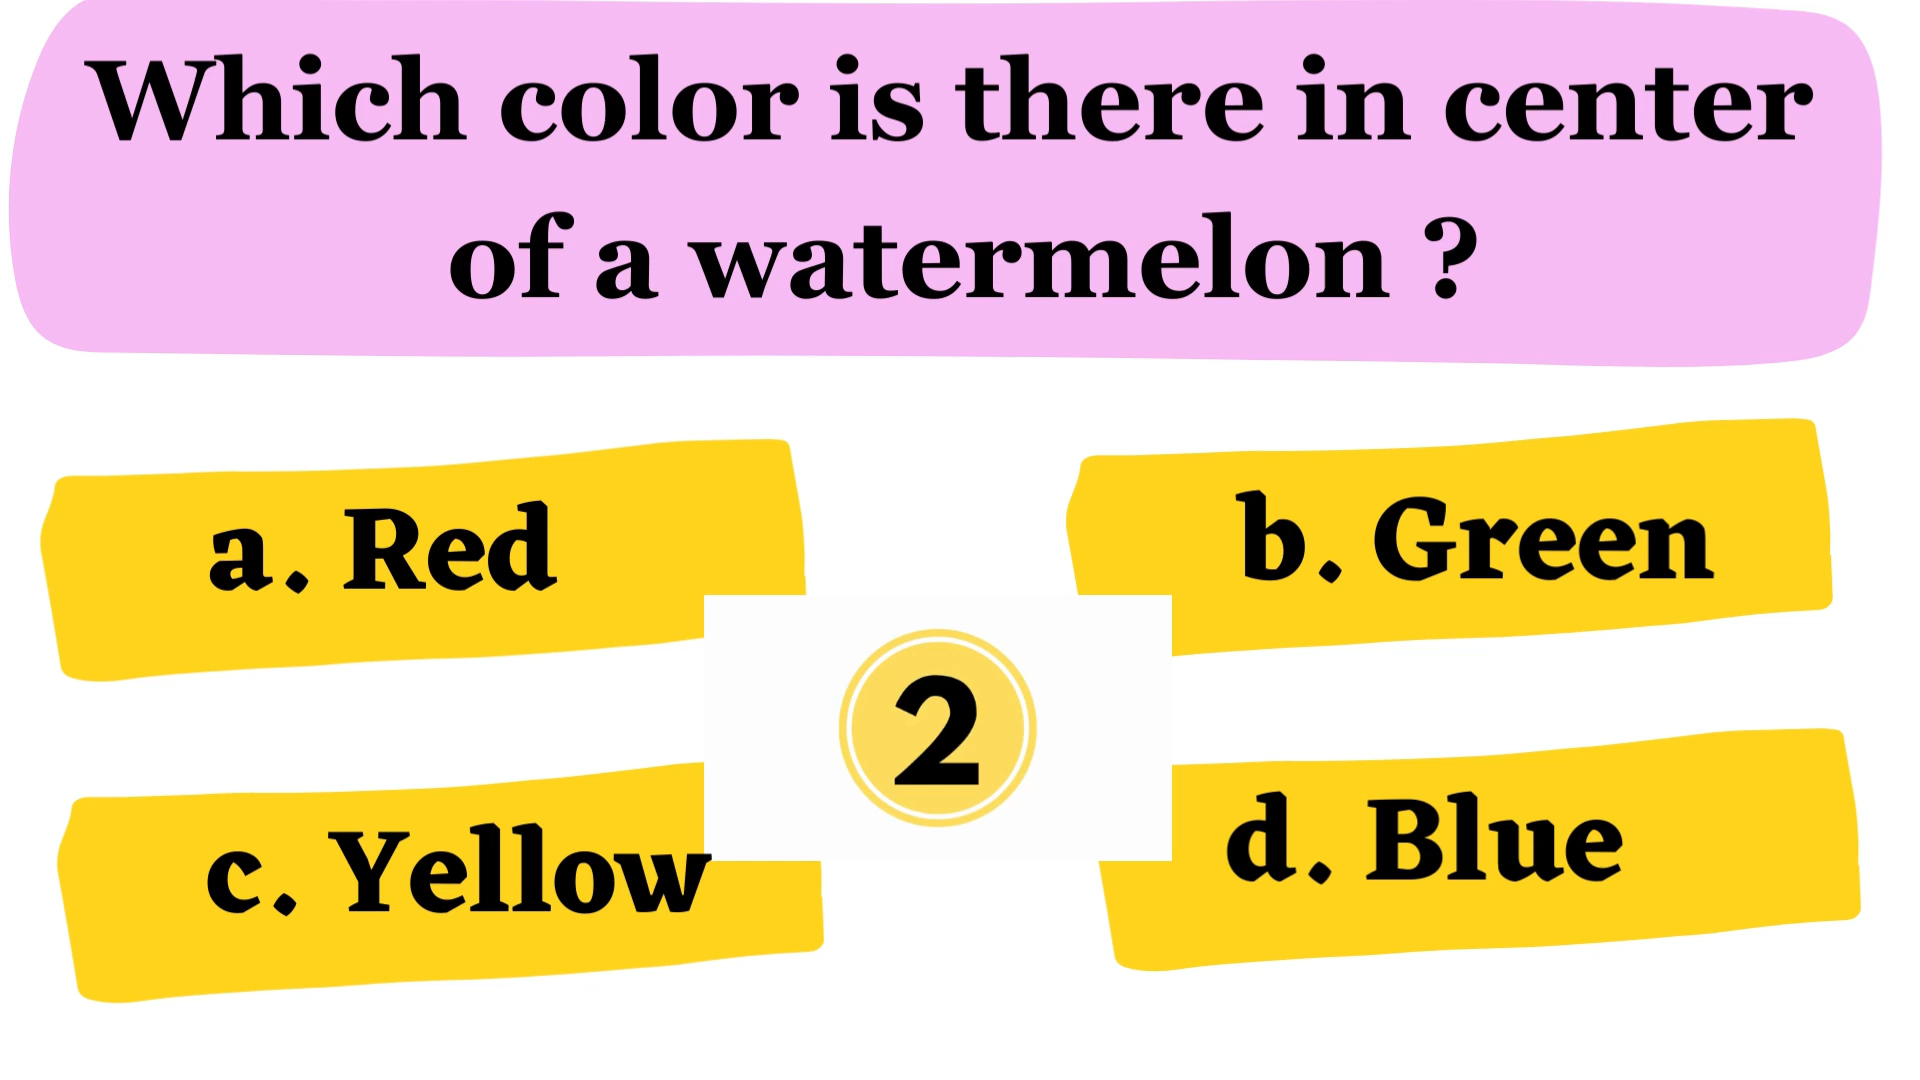 Which color is there in center
of a watermelon ?
a. Red
b. Green
2
c. Yellow
d. Blue